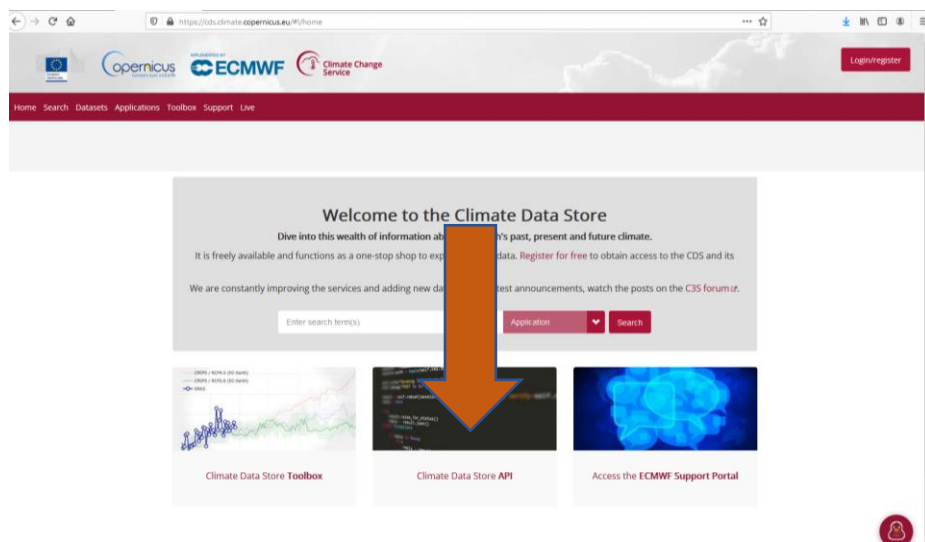 https://cds.climate.copernicus.eu/#!/home
opernicus
IMPLEMENTED BY
ECMWF
Climate Change
Service
Login/register
Home Search Datasets Applications Toolbox Support Live
Welcome to the Climate Data Store
Dive into this wealth of information ab 's past, present and future climate.
It is freely available and functions as a one-stop shop to exp data. Register for free to obtain access to the CDS and its
We are constantly improving the services and adding new da test announcements, watch the posts on the C3S forum.
Enter search term(s) Application Search
Climate Data Store Toolbox
Climate Data Store API
Access the ECMWF Support Portal